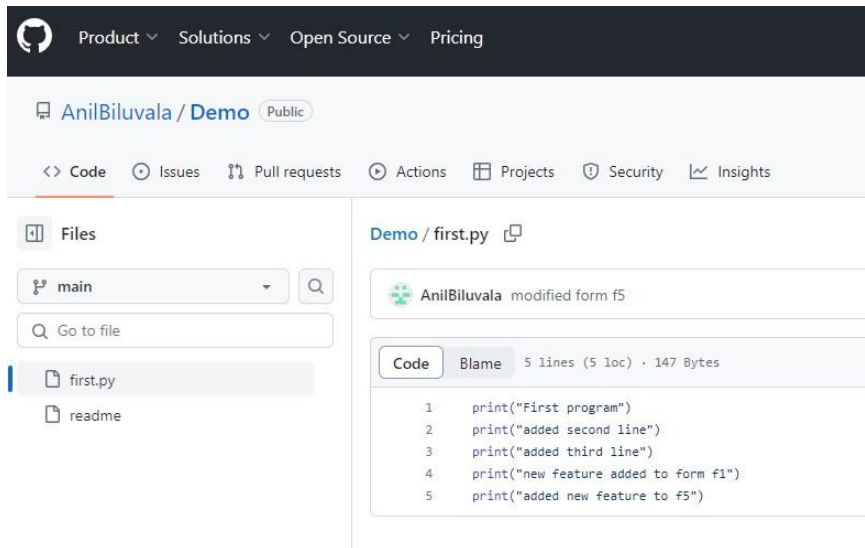 Product Solutions Open Source Pricing
AnilBiluvala / Demo Public
Code Issues Pull requests Actions Projects Security Insights
Files
main
Go to file
first.py
readme
Demo / first.py
AnilBiluvala modified form f5
Code Blame 5 lines (5 loc) · 147 Bytes
1 print("First program")
2 print("added second line")
3 print("added third line")
4 print("new feature added to form f1")
5 print("added new feature to f5")